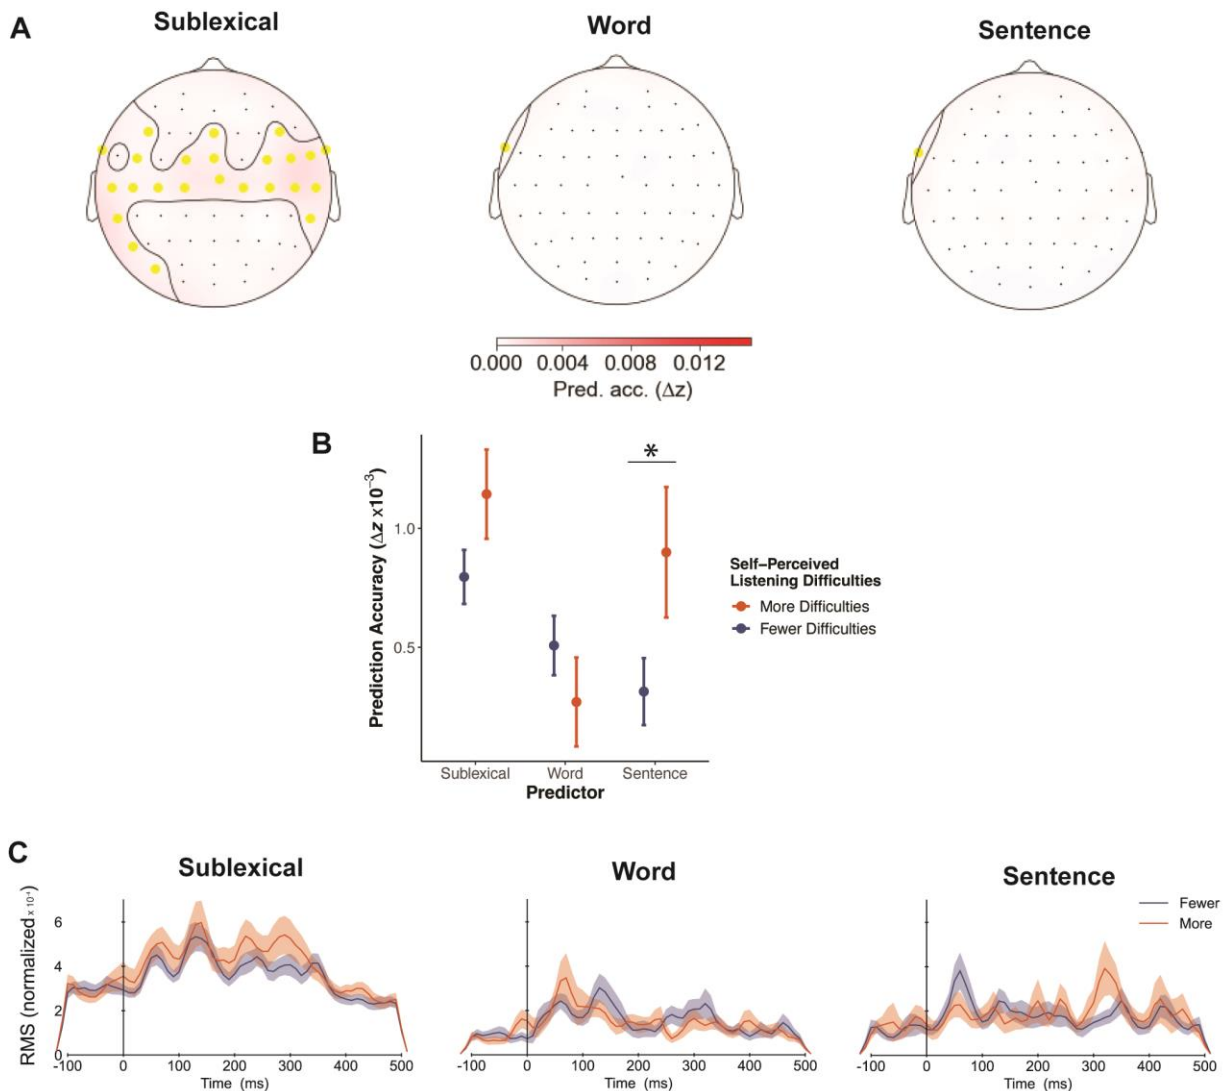 A
Sublexical
Word
Sentence
0.000 0.004 0.008 0.012
Pred. acc. (Δz)
B
*
Prediction Accuracy (Δz x10⁻³)
1.0
0.5
Sublexical
Word
Sentence
Predictor
Self−Perceived
Listening Difficulties
More Difficulties
Fewer Difficulties
C
Sublexical
Word
Sentence
Fewer
More
RMS (normalized
6
4
2
0
-100 0 100 200 300 400 500
Time (ms)
-100 0 100 200 300 400 500
Time (ms)
-100 0 100 200 300 400 500
Time (ms)